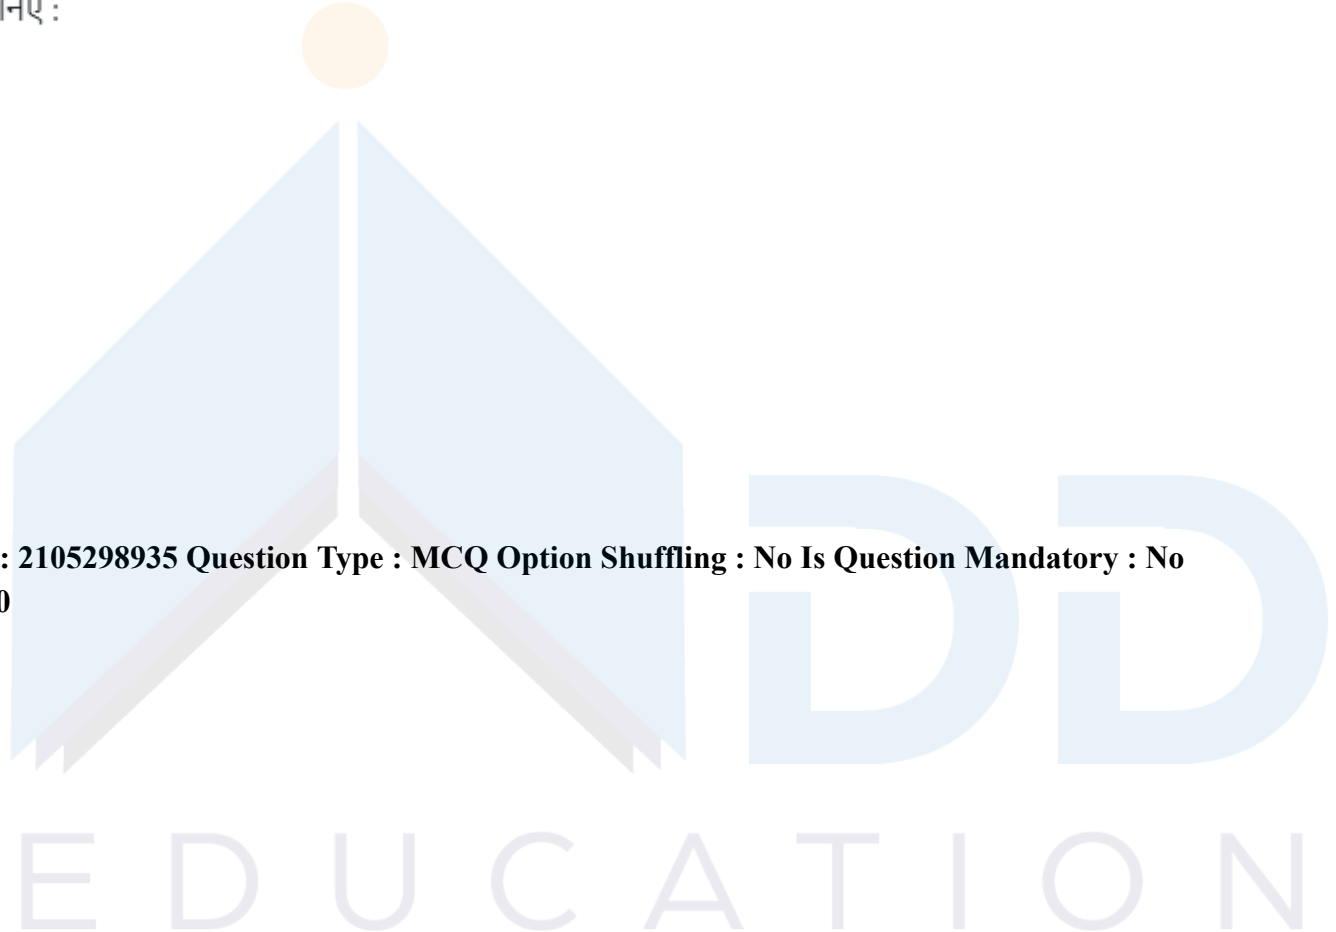 : 2105298935 Question Type : MCQ Option Shuffling : No Is Question Mandatory : No
0
EDUCATION